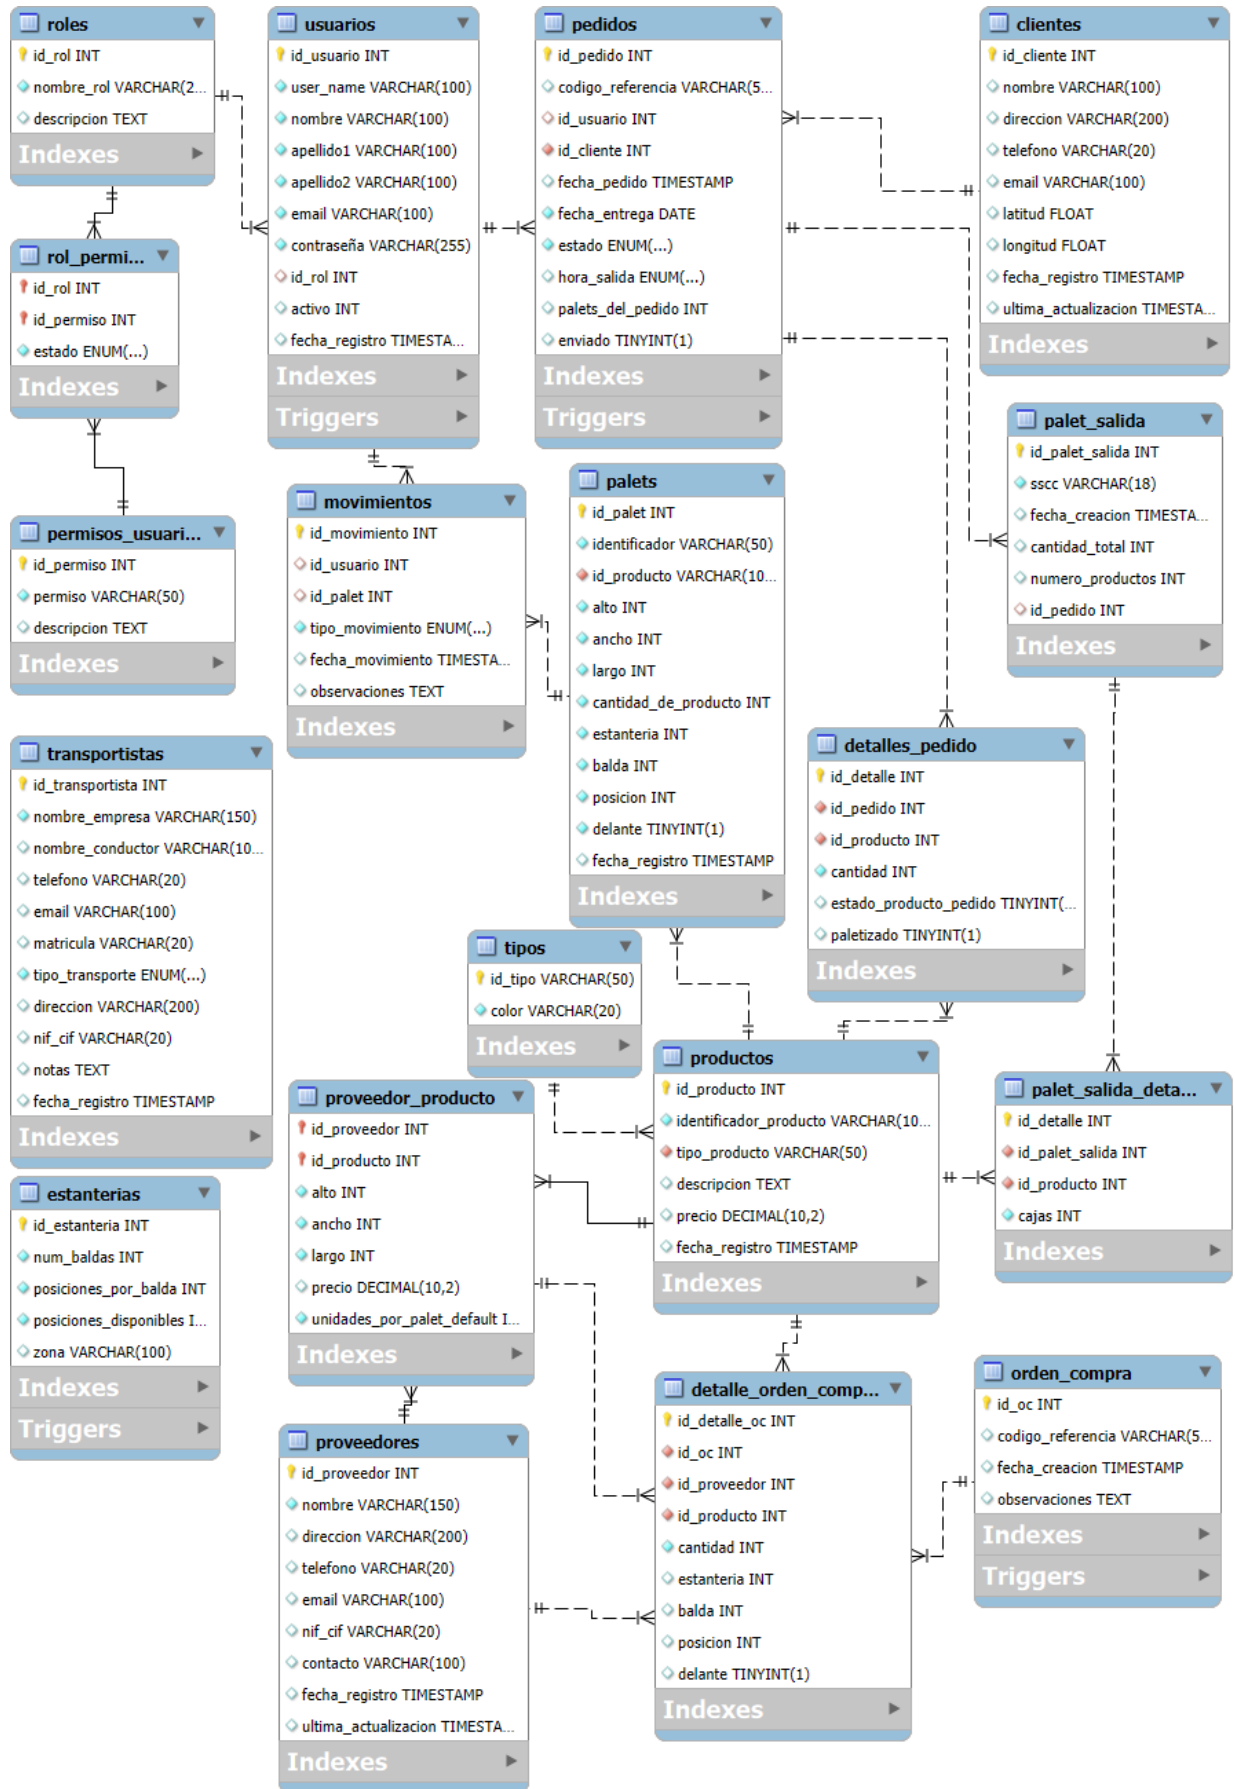 roles
id_rol INT
nombre_rol VARCHAR(2...
descripcion TEXT
Indexes
usuarios
id_usuario INT
user_name VARCHAR(100)
nombre VARCHAR(100)
apellido1 VARCHAR(100)
apellido2 VARCHAR(100)
email VARCHAR(100)
contraseña VARCHAR(255)
id_rol INT
activo INT
fecha_registro TIMESTA...
Indexes
Triggers
pedidos
id_pedido INT
codigo_referencia VARCHAR(5...
id_usuario INT
id_cliente INT
fecha_pedido TIMESTAMP
fecha_entrega DATE
estado ENUM(...)
hora_salida ENUM(...)
palets_del_pedido INT
enviado TINYINT(1)
Indexes
Triggers
clientes
id_cliente INT
nombre VARCHAR(100)
direccion VARCHAR(200)
telefono VARCHAR(20)
email VARCHAR(100)
latitud FLOAT
longitud FLOAT
fecha_registro TIMESTAMP
ultima_actualizacion TIMESTA...
Indexes
rol_permi...
id_rol INT
id_permiso INT
estado ENUM(...)
Indexes
permisos_usuari...
id_permiso INT
permiso VARCHAR(50)
descripcion TEXT
Indexes
movimientos
id_movimiento INT
id_usuario INT
id_palet INT
tipo_movimiento ENUM(...)
fecha_movimiento TIMESTA...
observaciones TEXT
Indexes
palets
id_palet INT
identificador VARCHAR(50)
id_producto VARCHAR(10...
alto INT
ancho INT
largo INT
cantidad_de_producto INT
estanteria INT
balda INT
posicion INT
delante TINYINT(1)
fecha_registro TIMESTAMP
Indexes
palet_salida
id_palet_salida INT
sscc VARCHAR(18)
fecha_creacion TIMESTA...
cantidad_total INT
numero_productos INT
id_pedido INT
Indexes
transportistas
id_transportista INT
nombre_empresa VARCHAR(150)
nombre_conductor VARCHAR(10...
telefono VARCHAR(20)
email VARCHAR(100)
matricula VARCHAR(20)
tipo_transporte ENUM(...)
direccion VARCHAR(200)
nif_cif VARCHAR(20)
notas TEXT
fecha_registro TIMESTAMP
Indexes
detalles_pedido
id_detalle INT
id_pedido INT
id_producto INT
cantidad INT
estado_producto_pedido TINYINT(...
paletizado TINYINT(1)
Indexes
tipos
id_tipo VARCHAR(50)
color VARCHAR(20)
Indexes
productos
id_producto INT
identificador_producto VARCHAR(10...
tipo_producto VARCHAR(50)
descripcion TEXT
precio DECIMAL(10,2)
fecha_registro TIMESTAMP
Indexes
palet_salida_deta...
id_detalle INT
id_palet_salida INT
id_producto INT
cajas INT
Indexes
proveedor_producto
id_proveedor INT
id_producto INT
alto INT
ancho INT
largo INT
precio DECIMAL(10,2)
unidades_por_palet_default I...
Indexes
estanterias
id_estanteria INT
num_baldas INT
posiciones_por_balda INT
posiciones_disponibles I...
zona VARCHAR(100)
Indexes
Triggers
proveedores
id_proveedor INT
nombre VARCHAR(150)
direccion VARCHAR(200)
telefono VARCHAR(20)
email VARCHAR(100)
nif_cif VARCHAR(20)
contacto VARCHAR(100)
fecha_registro TIMESTAMP
ultima_actualizacion TIMESTA...
Indexes
detalle_orden_comp...
id_detalle_oc INT
id_oc INT
id_proveedor INT
id_producto INT
cantidad INT
estanteria INT
balda INT
posicion INT
delante TINYINT(1)
Indexes
orden_compra
id_oc INT
codigo_referencia VARCHAR(5...
fecha_creacion TIMESTAMP
observaciones TEXT
Indexes
Triggers